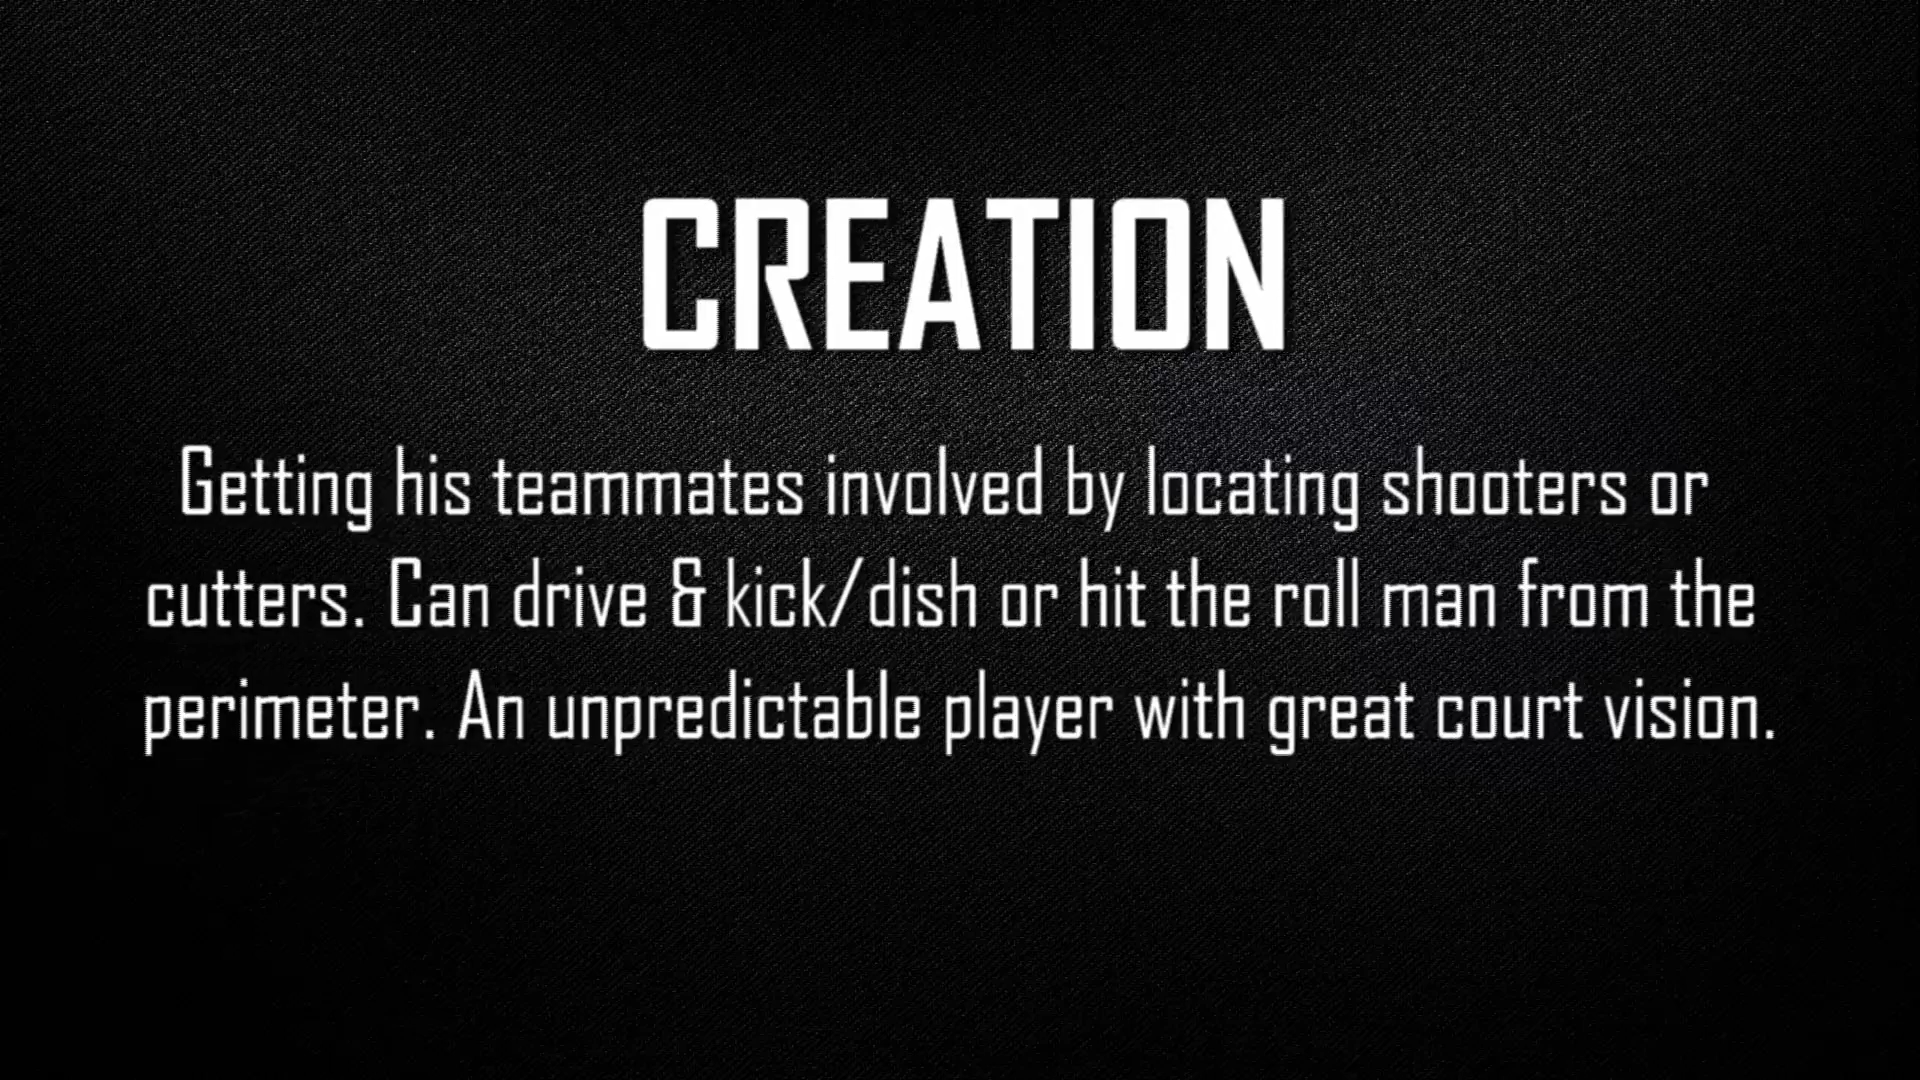 CREATION
Getting his teammates involved by locating shooters or
cutters. Can drive & kick/dish or hit the roll man from the
perimeter. An unpredictable player with great court vision.